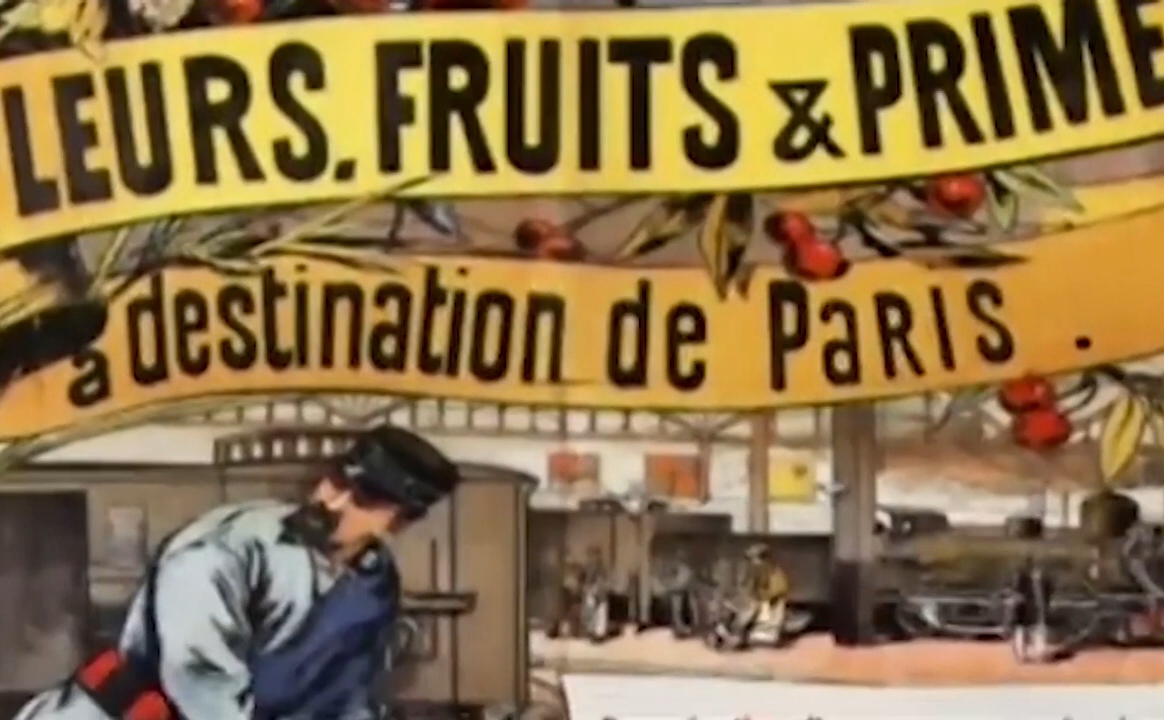 LEURS, FRUITS & PRIME
à destination de PARIS.